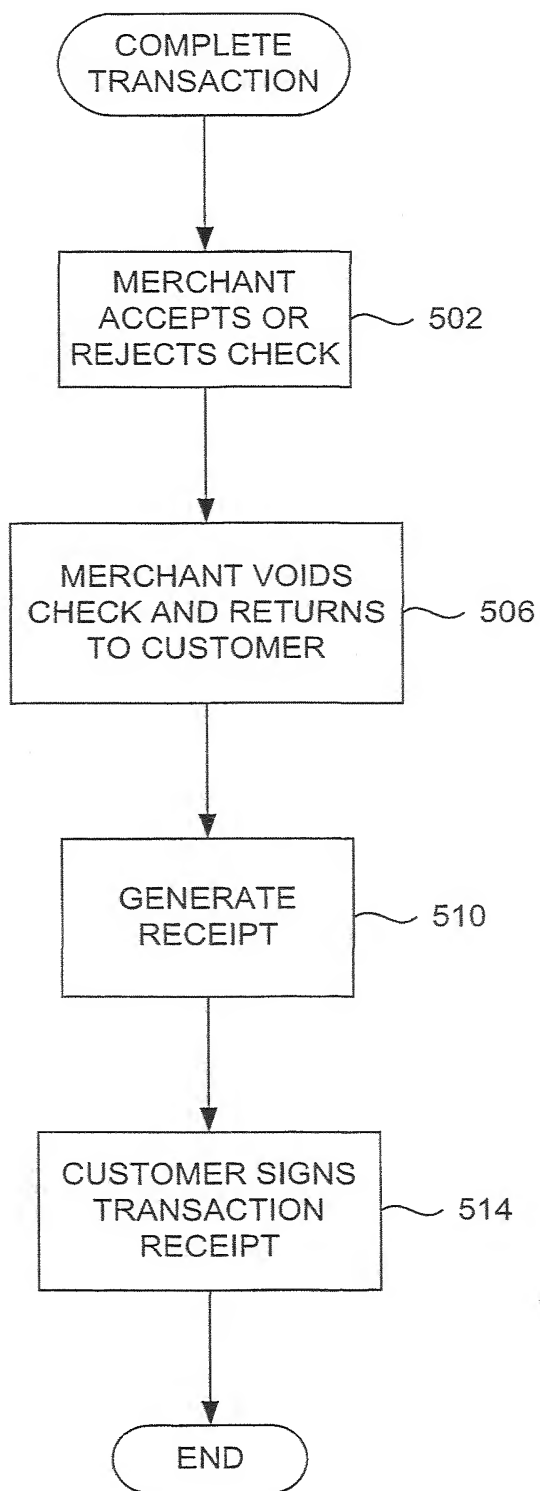 COMPLETE
TRANSACTION
MERCHANT
ACCEPTS OR
REJECTS CHECK
502
MERCHANT VOIDS
CHECK AND RETURNS
TO CUSTOMER
506
GENERATE
RECEIPT
510
CUSTOMER SIGNS
TRANSACTION
RECEIPT
514
END